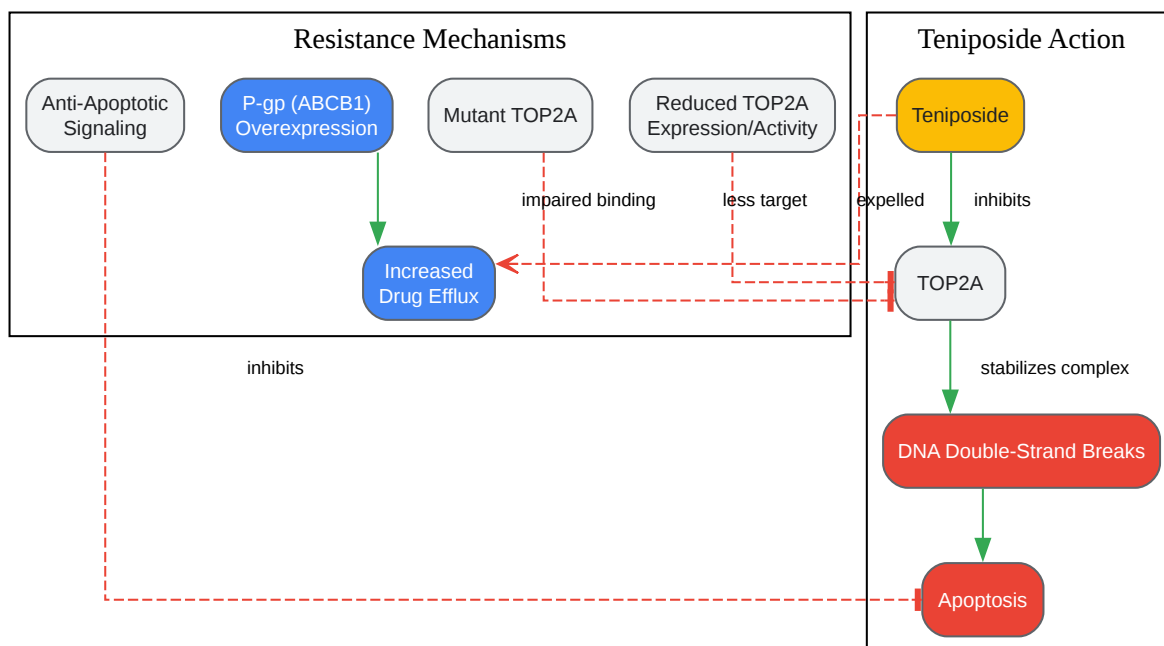 Resistance Mechanisms
Teniposide Action
Anti-Apoptotic
Signaling
P-gp (ABCB1)
Overexpression
Mutant TOP2A
Reduced TOP2A
Expression/Activity
Teniposide
impaired binding
less target
expelled
inhibits
Increased
Drug Efflux
TOP2A
inhibits
stabilizes complex
DNA Double-Strand Breaks
Apoptosis